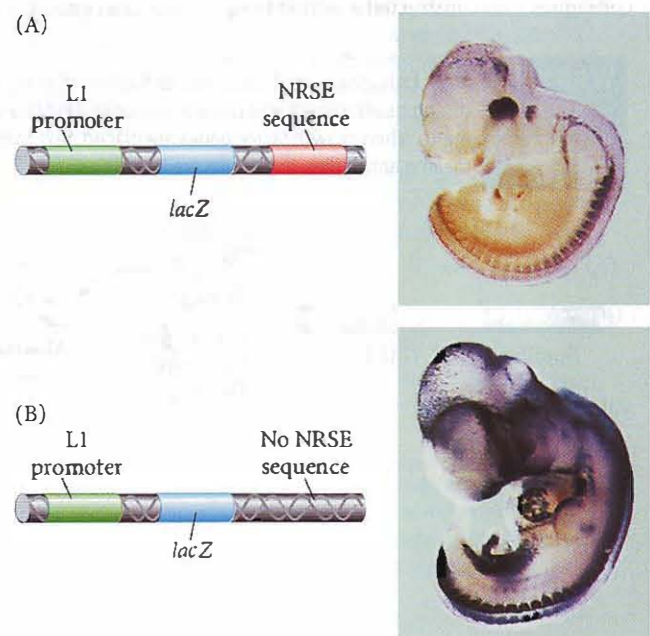 (A)
L1
promoter
NRSE
sequence
lacZ
(B)
L1
promoter
No NRSE
sequence
lacZ